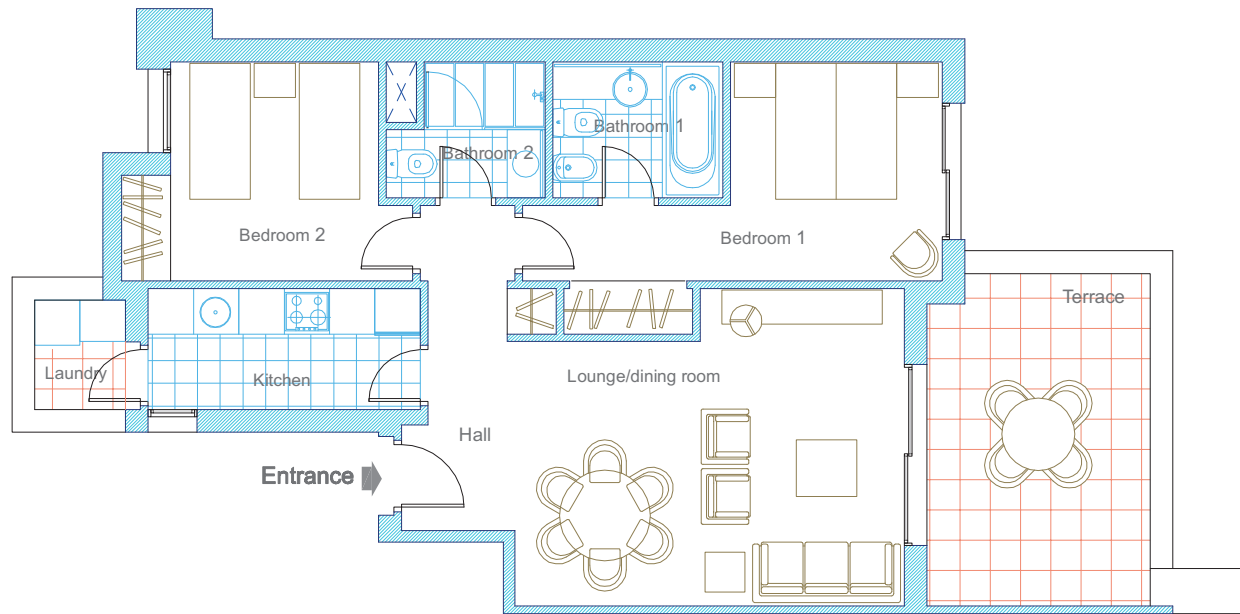 Bathroom 1
Bathroom 2
Bedroom 2
Bedroom 1
Terrace
Laundry
Kitchen
Lounge/dining room
Hall
Entrance